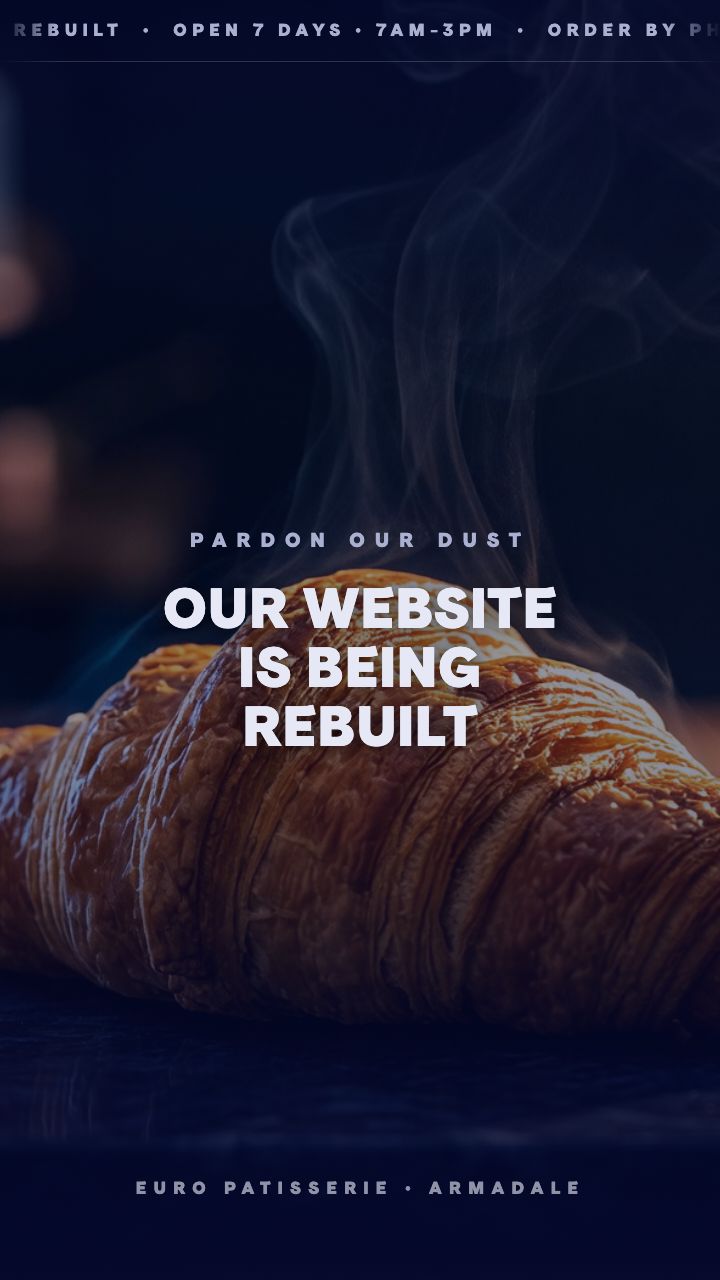 REBUILT • OPEN 7 DAYS • 7AM-3PM • ORDER BY
PARDON OUR DUST
OUR WEBSITE
IS BEING
REBUILT
EURO PATISSERIE • ARMADALE